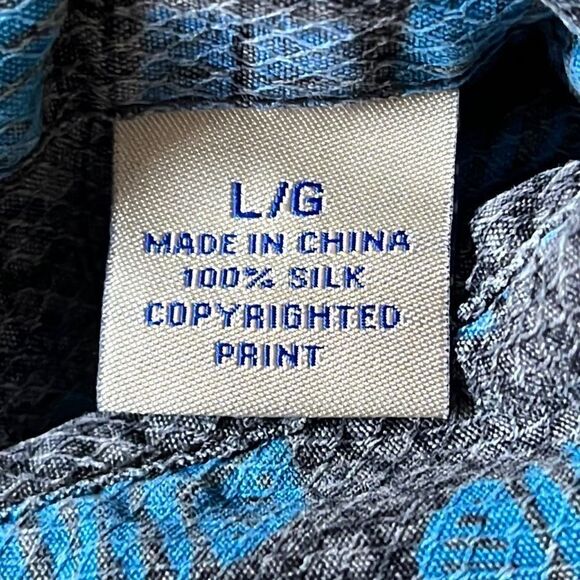 L/G
MADE IN CHINA
100% SILK
COPYRIGHTED
PRINT